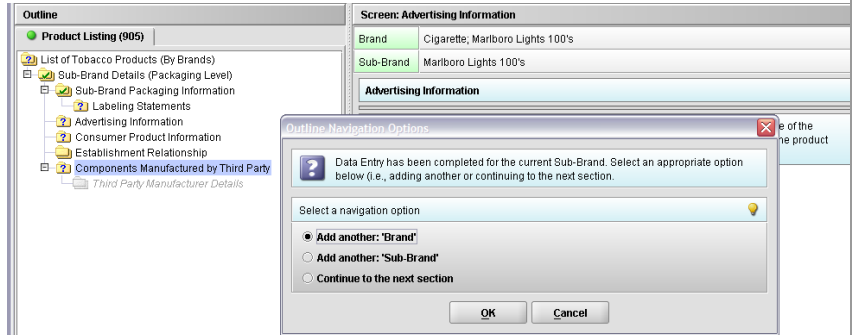 Outline
Product Listing (905)
List of Tobacco Products (By Brands)
Sub-Brand Details (Packaging Level)
Sub-Brand Packaging Information
Labeling Statements
Advertising Information
Consumer Product Information
Establishment Relationship
Components Manufactured by Third Party
Third Party Manufacturer Details
Screen: Advertising Information
Brand Cigarette; Marlboro Lights 100's
Sub-Brand Marlboro Lights 100's
Advertising Information
e of the
he product
Outline Navigation Options
Data Entry has been completed for the current Sub-Brand. Select an appropriate option
below (i.e., adding another or continuing to the next section.
Select a navigation option
Add another: 'Brand'
Add another: 'Sub-Brand'
Continue to the next section
OK Cancel